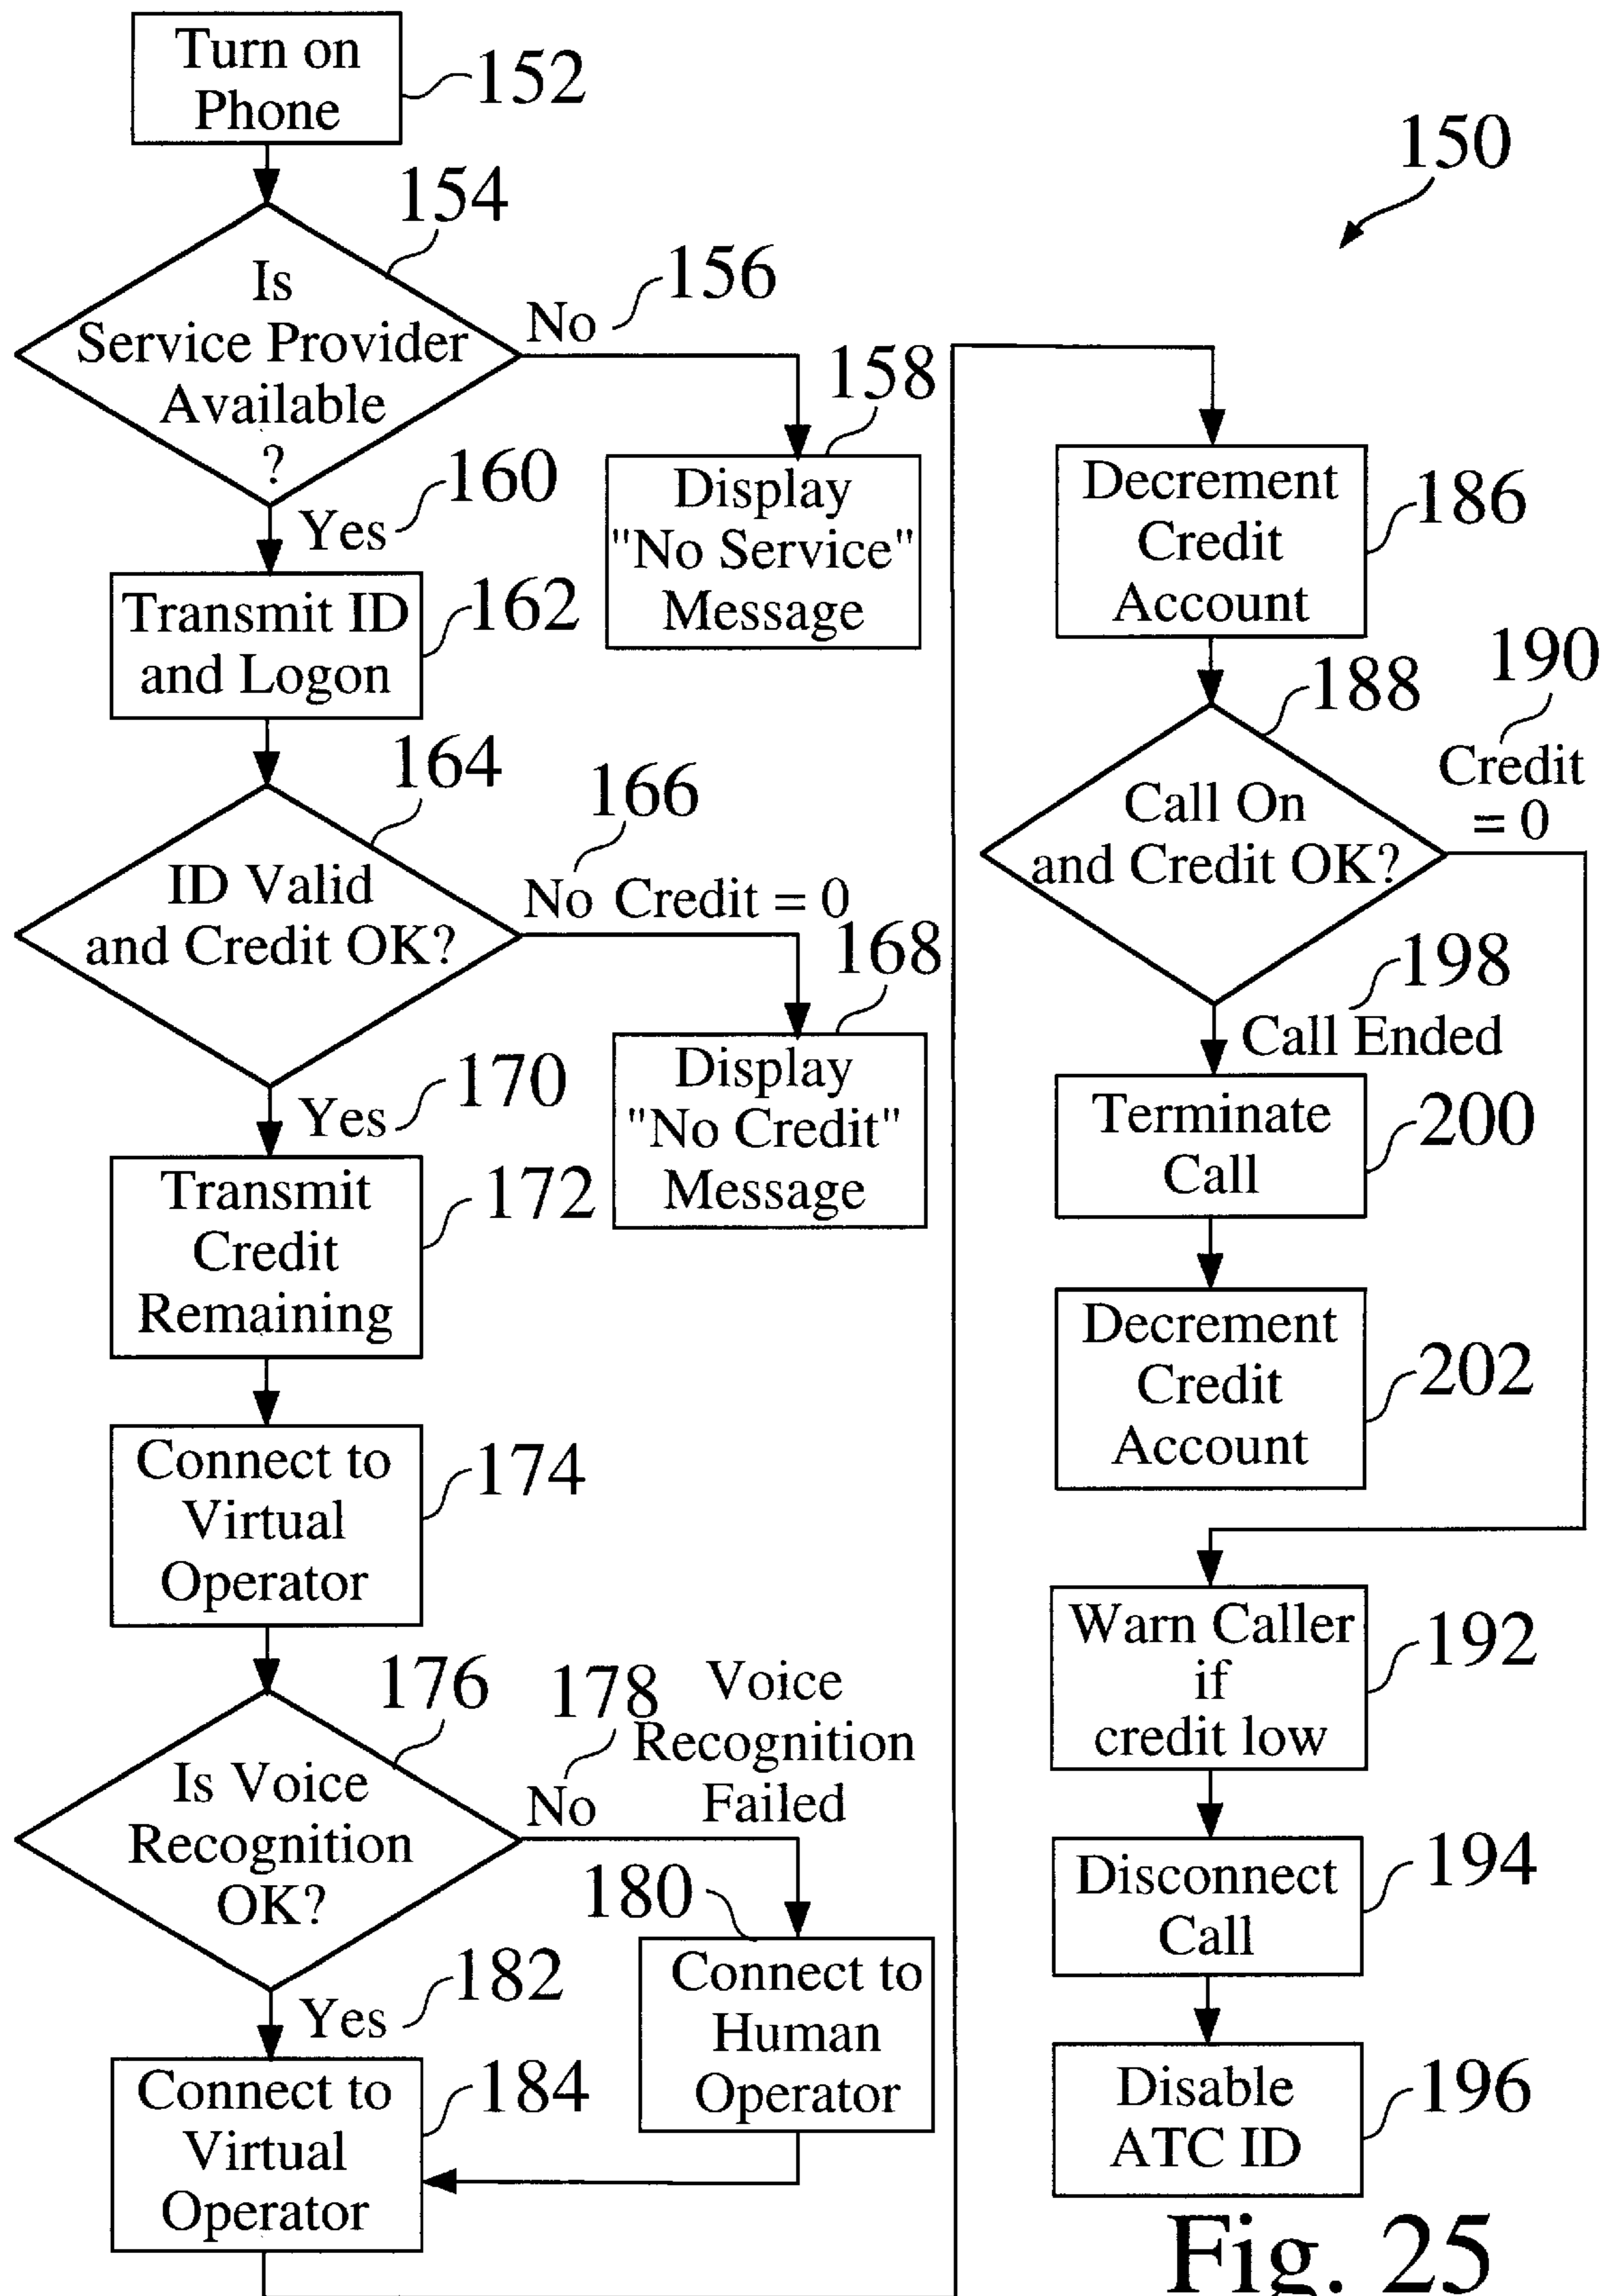 Turn on
Phone
152
154
Is
Service Provider
Available
?
No
156
158
Display
"No Service"
Message
Yes
160
Transmit ID
and Logon
162
164
ID Valid
and Credit OK?
166
No Credit = 0
168
Display
"No Credit"
Message
Yes
170
Transmit
Credit
Remaining
172
Connect to
Virtual
Operator
174
176
Is Voice
Recognition
OK?
178
No
Voice
Recognition
Failed
180
Connect to
Human
Operator
Yes
182
Connect to
Virtual
Operator
184
150
Decrement
Credit
Account
186
188
Call On
and Credit OK?
190
Credit
= 0
198
Call Ended
Terminate
Call
200
Decrement
Credit
Account
202
Warn Caller
if
credit low
192
Disconnect
Call
194
Disable
ATC ID
196
Fig. 25